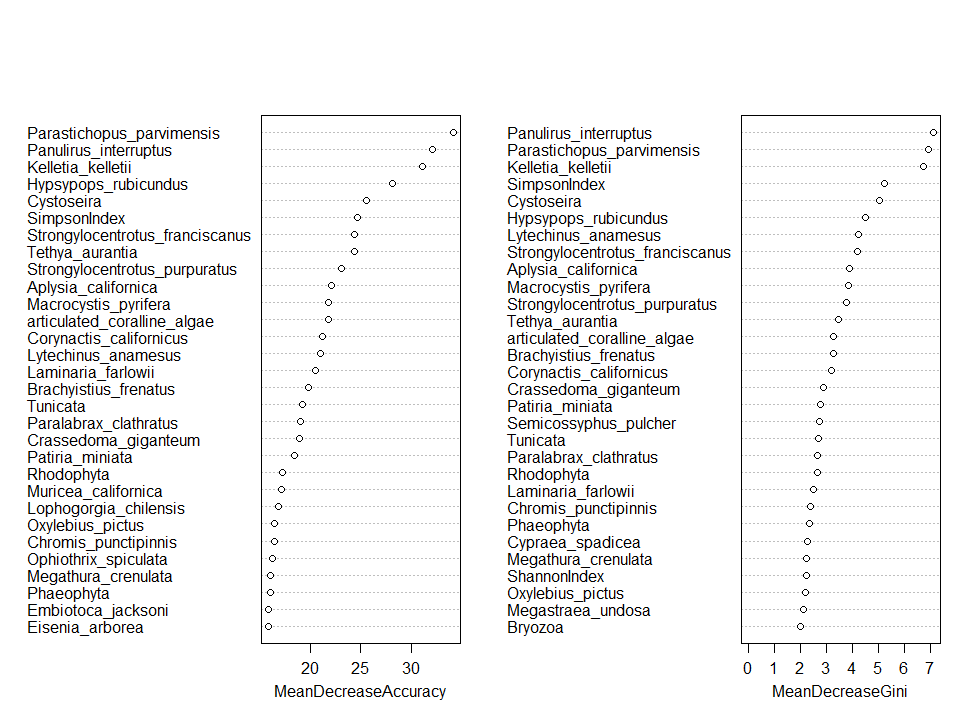 Parastichopus_parvimensis
Panulirus_interruptus
Kelletia_kelletii
Hypsypops_rubicundus
Cystoseira
SimpsonIndex
Strongylocentrotus_franciscanus
Tethya_aurantia
Strongylocentrotus_purpuratus
Aplysia_californica
Macrocystis_pyrifera
articulated_coralline_algae
Corynactis_californicus
Lytechinus_anamesus
Laminaria_farlowii
Brachyistius_frenatus
Tunicata
Paralabrax_clathratus
Crassedoma_giganteum
Patiria_miniata
Rhodophyta
Muricea_californica
Lophogorgia_chilensis
Oxylebius_pictus
Chromis_punctipinnis
Ophiothrix_spiculata
Megathura_crenulata
Phaeophyta
Embiotoca_jacksoni
Eisenia_arborea
20 25 30
MeanDecreaseAccuracy
Panulirus_interruptus
Parastichopus_parvimensis
Kelletia_kelletii
SimpsonIndex
Cystoseira
Hypsypops_rubicundus
Lytechinus_anamesus
Strongylocentrotus_franciscanus
Aplysia_californica
Macrocystis_pyrifera
Strongylocentrotus_purpuratus
Tethya_aurantia
articulated_coralline_algae
Brachyistius_frenatus
Corynactis_californicus
Crassedoma_giganteum
Patiria_miniata
Semicossyphus_pulcher
Tunicata
Paralabrax_clathratus
Rhodophyta
Laminaria_farlowii
Chromis_punctipinnis
Phaeophyta
Cypraea_spadicea
Megathura_crenulata
ShannonIndex
Oxylebius_pictus
Megastraea_undosa
Bryozoa
0 1 2 3 4 5 6 7
MeanDecreaseGini